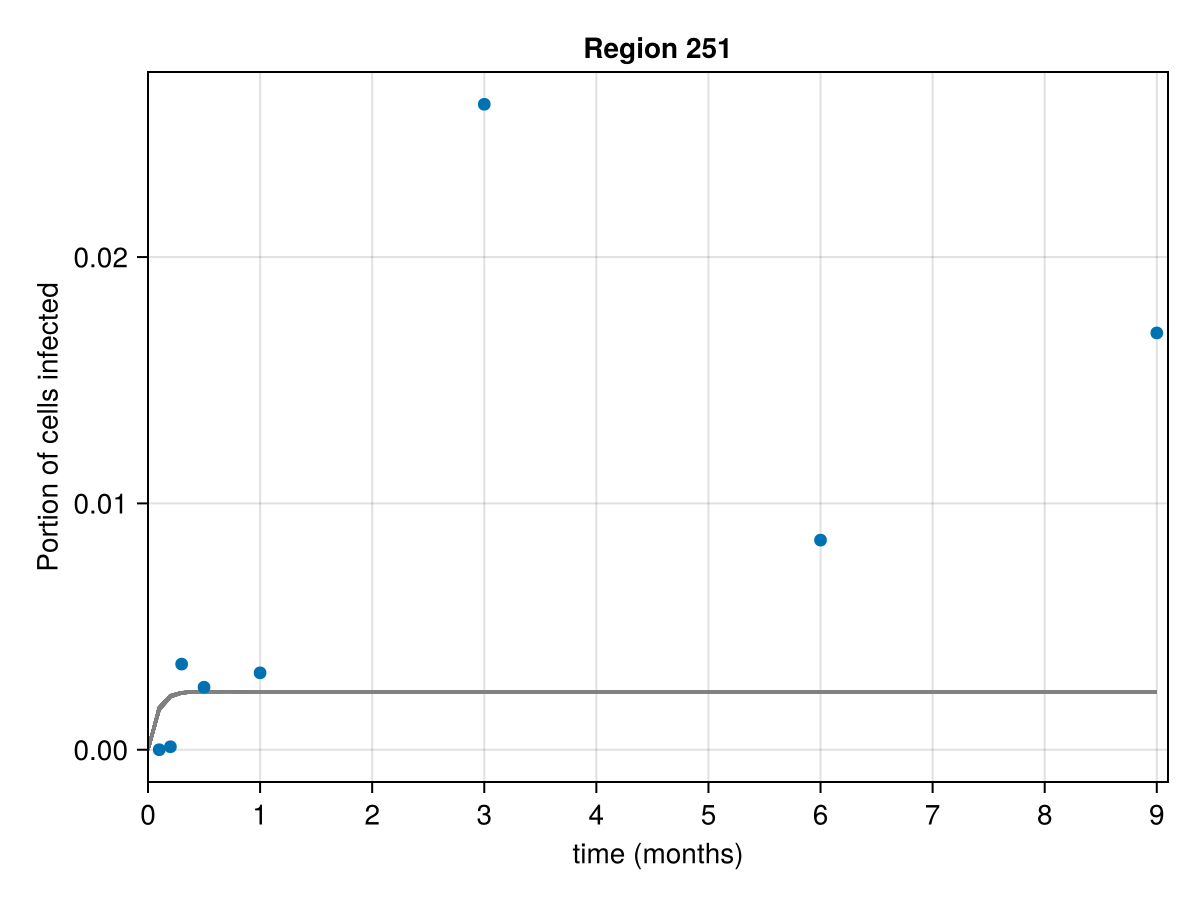 Region 251
Portion of cells infected
0.02
0.01
0.00
0 1 2 3 4 5 6 7 8 9
time (months)